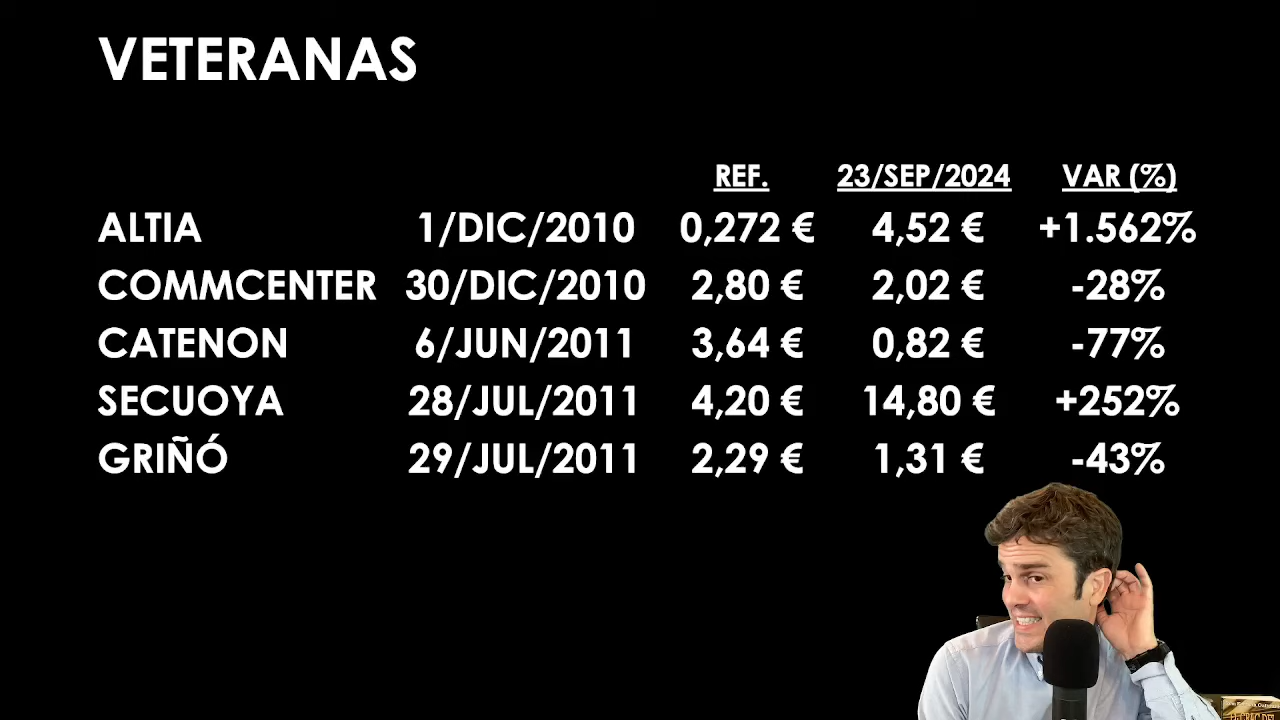 VETERANAS
REF. 23/SEP/2024 VAR (%)
ALTIA 1/DIC/2010 0,272 € 4,52 € +1.562%
COMMCENTER 30/DIC/2010 2,80 € 2,02 € -28%
CATENON 6/JUN/2011 3,64 € 0,82 € -77%
SECUOYA 28/JUL/2011 4,20 € 14,80 € +252%
GRIÑÓ 29/JUL/2011 2,29 € 1,31 € -43%